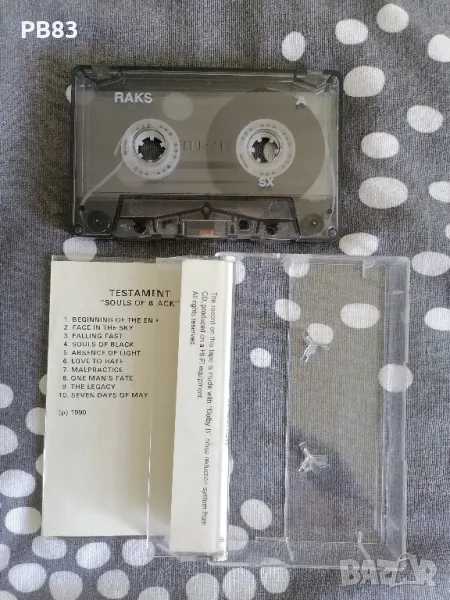 PB83
RAKS
A
SX
TESTAMENT
"SOULS OF BLACK"
1. BEGINNING OF THE END
2. FACE IN THE SKY
3. FALLING FAST
4. SOULS OF BLACK
5. ABSENCE OF LIGHT
6. LOVE TO HATE
7. MALPRACTICE
8. ONE MAN'S FATE
9. THE LEGACY
10. SEVEN DAYS OF MAY
(p) 1990
The record on this tape is made with "Dolby B" noise reduction system from
CD, produced on a Hi-Fi equipment.
All rights reserved.
BAZAR